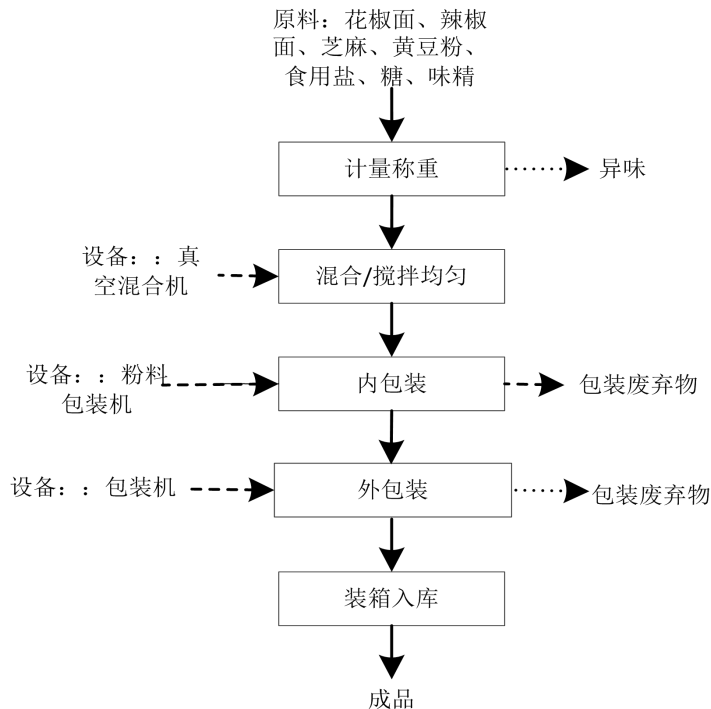 原料：花椒面、辣椒
面、芝麻、黄豆粉、
食用盐、糖、味精
计量称重
异味
设备：：真
空混合机
混合/搅拌均匀
设备：：粉料
包装机
内包装
包装废弃物
设备：：包装机
外包装
包装废弃物
装箱入库
成品